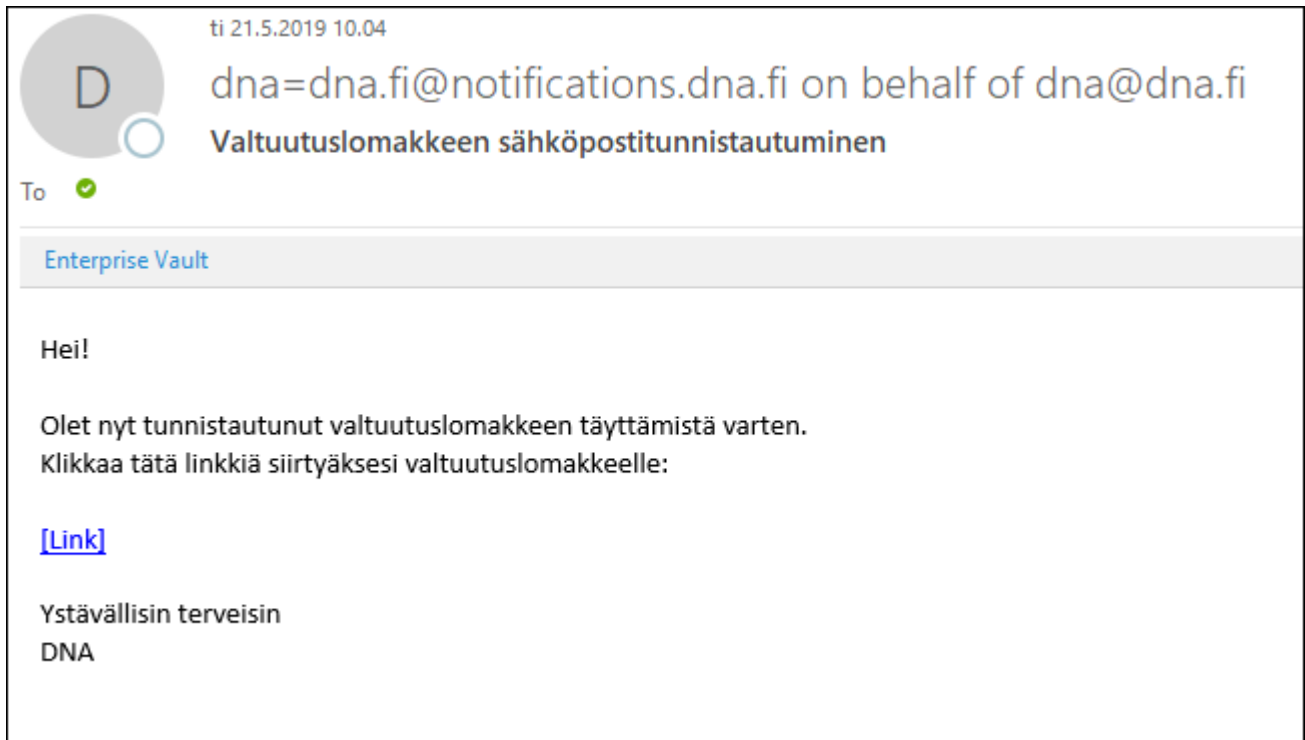 ti 21.5.2019 10.04
D
dna=dna.fi@notifications.dna.fi on behalf of dna@dna.fi
Valtuutuslomakkeen sähköpostitunnistautuminen
To
Enterprise Vault
Hei!
Olet nyt tunnistautunut valtuutuslomakkeen täyttämistä varten.
Klikkaa tätä linkkiä siirtyäksesi valtuutuslomakkeelle:
[Link]
Ystävällisin terveisin
DNA